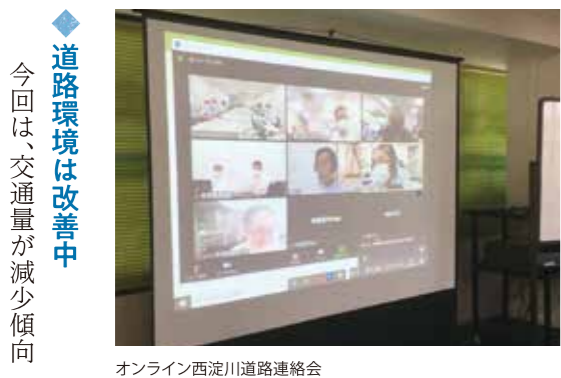 ◆道路環境は改善中
今回は、交通量が減少傾向
オンライン西淀川道路連絡会